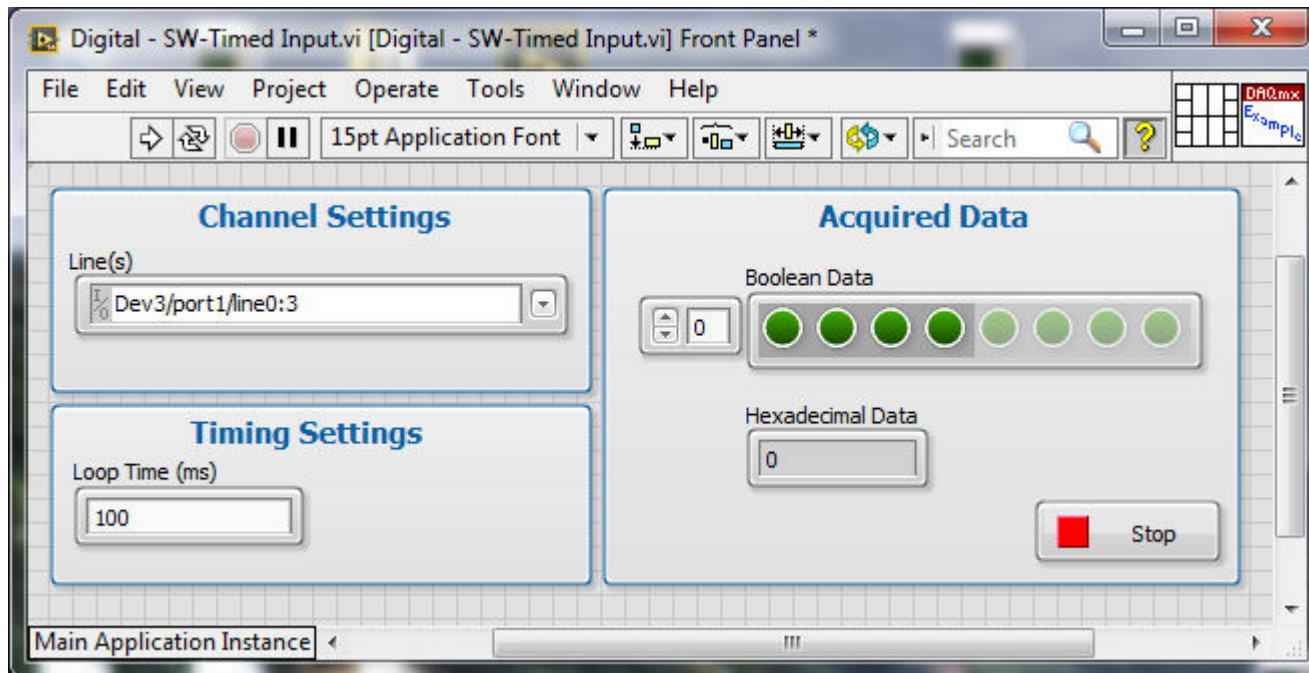 Digital - SW-Timed Input.vi [Digital - SW-Timed Input.vi] Front Panel *
File Edit View Project Operate Tools Window Help
15pt Application Font
Search
?
DAQmx
Example
Channel Settings
Line(s)
I/O
Dev3/port1/line0:3
Timing Settings
Loop Time (ms)
100
Acquired Data
Boolean Data
0
Hexadecimal Data
0
Stop
Main Application Instance